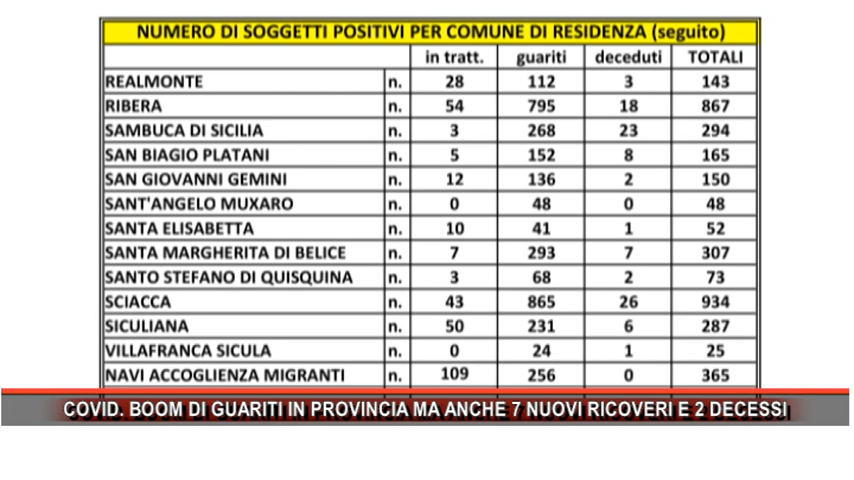 NUMERO DI SOGGETTI POSITIVI PER COMUNE DI RESIDENZA (seguito)
in tratt. guariti deceduti TOTALI
REALMONTE n. 28 112 3 143
RIBERA n. 54 795 18 867
SAMBUCA DI SICILIA n. 3 268 23 294
SAN BIAGIO PLATANI n. 5 152 8 165
SAN GIOVANNI GEMINI n. 12 136 2 150
SANT'ANGELO MUXARO n. 0 48 0 48
SANTA ELISABETTA n. 10 41 1 52
SANTA MARGHERITA DI BELICE n. 7 293 7 307
SANTO STEFANO DI QUISQUINA n. 3 68 2 73
SCIACCA n. 43 865 26 934
SICULIANA n. 50 231 6 287
VILLAFRANCA SICULA n. 0 24 1 25
NAVI ACCOGLIENZA MIGRANTI n. 109 256 0 365
COVID. BOOM DI GUARITI IN PROVINCIA MA ANCHE 7 NUOVI RICOVERI E 2 DECESSI